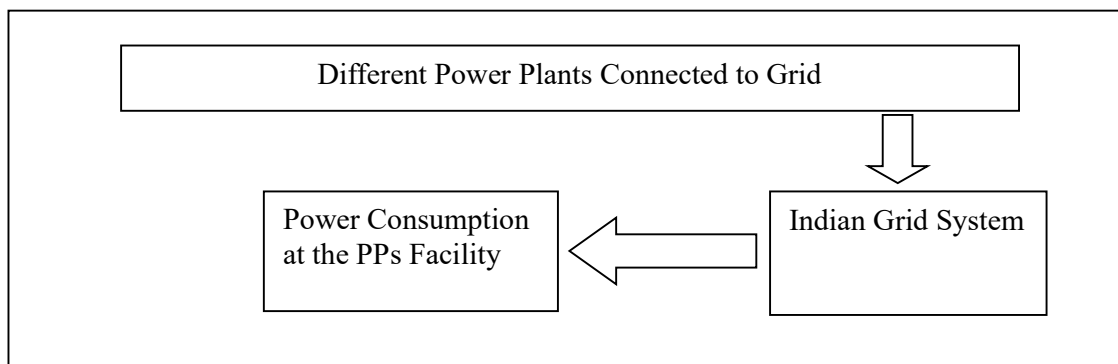 Different Power Plants Connected to Grid
Power Consumption
at the PPs Facility
Indian Grid System